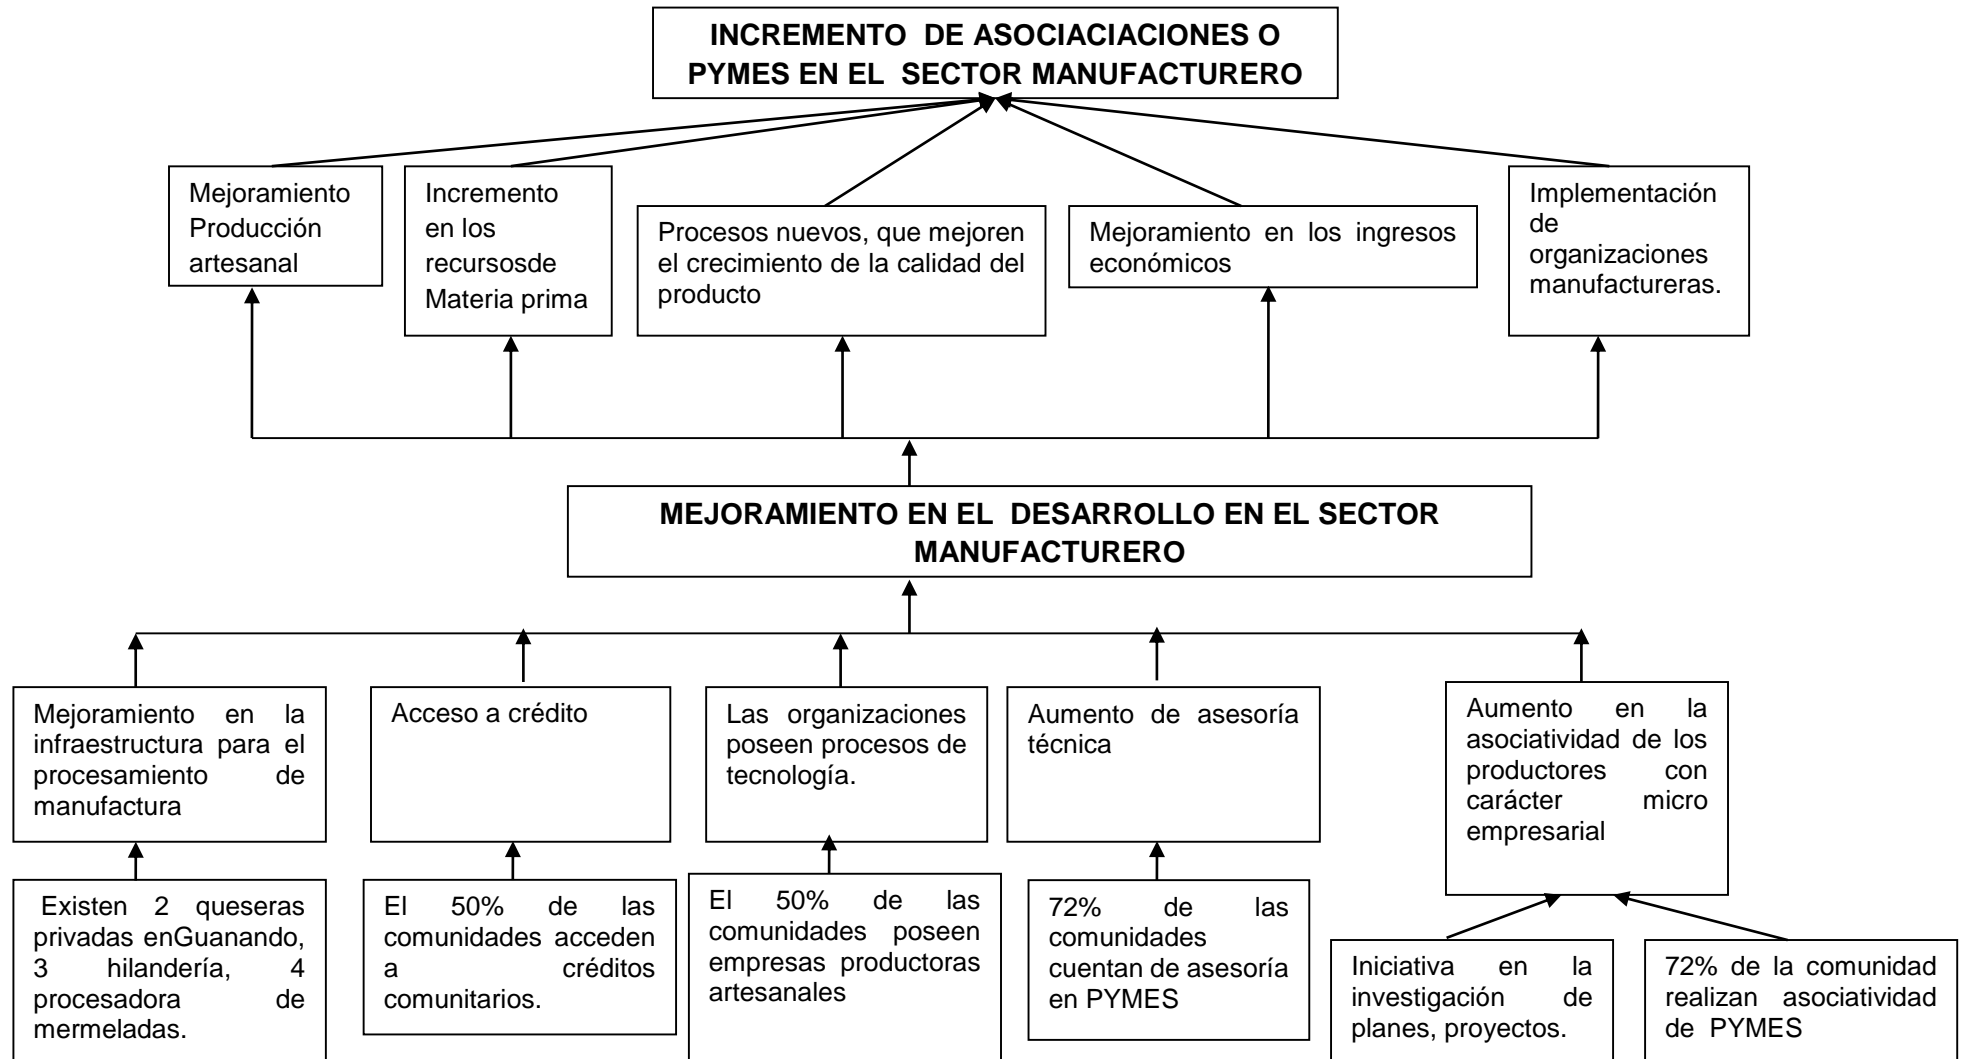 INCREMENTO DE ASOCIACIACIONES O
PYMES EN EL SECTOR MANUFACTURERO
Mejoramiento
Producción
artesanal
Incremento
en los
recursosde
Materia prima
Procesos nuevos, que mejoren
el crecimiento de la calidad del
producto
Mejoramiento en los ingresos
económicos
Implementación
de
organizaciones
manufactureras.
MEJORAMIENTO EN EL DESARROLLO EN EL SECTOR
MANUFACTURERO
Mejoramiento en la
infraestructura para el
procesamiento de
manufactura
Acceso a crédito
Las organizaciones
poseen procesos de
tecnología.
Aumento de asesoría
técnica
Aumento en la
asociatividad de los
productores con
carácter micro
empresarial
Existen 2 queseras
privadas enGuanando,
3 hilandería, 4
procesadora de
mermeladas.
El 50% de las
comunidades acceden
a créditos
comunitarios.
El 50% de las
comunidades poseen
empresas productoras
artesanales
72% de las
comunidades
cuentan de asesoría
en PYMES
Iniciativa en la
investigación de
planes, proyectos.
72% de la comunidad
realizan asociatividad
de PYMES